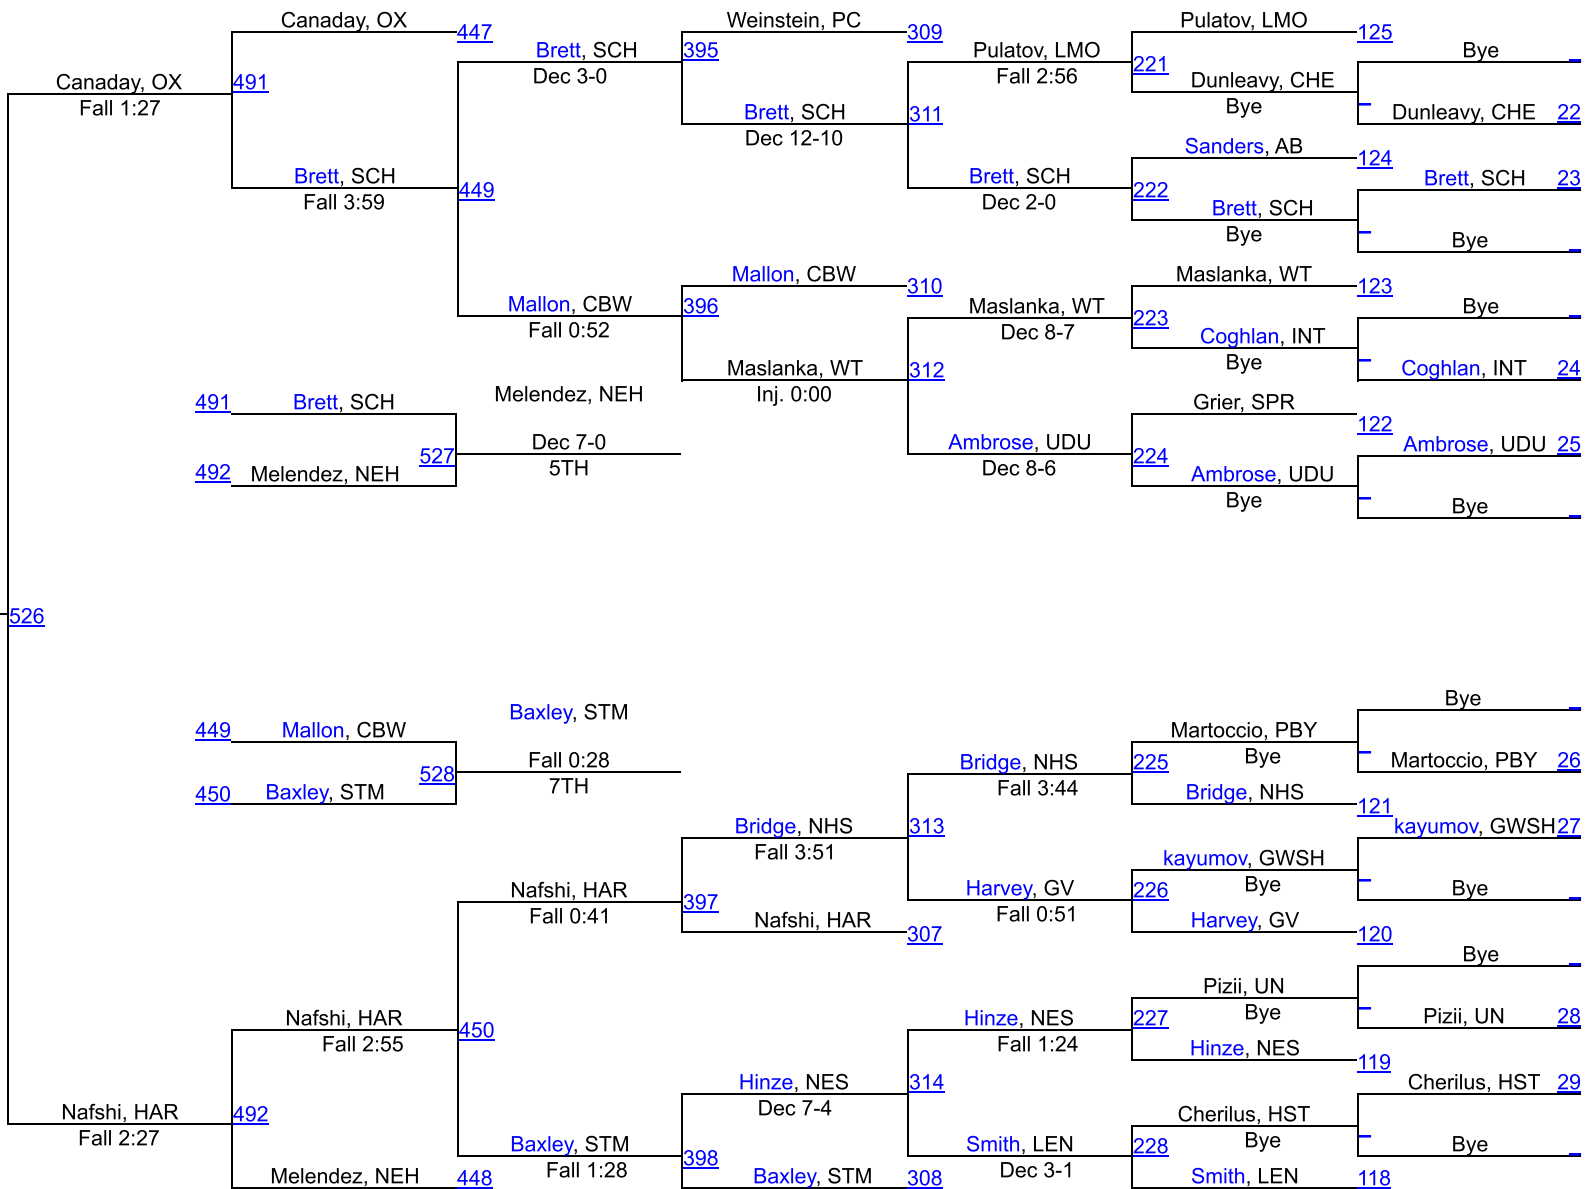 Canaday, OX
447
Weinstein, PC
309
Pulatov, LMO
125
Brett, SCH
395
Pulatov, LMO
Bye
Canaday, OX
491
Dec 3-0
Fall 2:56
221
Dunleavy, CHE
Fall 1:27
Bye
Brett, SCH
311
Dunleavy, CHE 22
Dec 12-10
Sanders, AB
124
Brett, SCH
449
Brett, SCH
222
Brett, SCH 23
Fall 3:59
Dec 2-0
Brett, SCH
Bye
Bye
Mallon, CBW
310
Maslanka, WT
123
Mallon, CBW
396
Maslanka, WT
223
Bye
Fall 0:52
Dec 8-7
Coghlan, INT
Bye
Maslanka, WT
312
Coghlan, INT 24
Inj. 0:00
491
Brett, SCH
Melendez, NEH
Grier, SPR
122
Dec 7-0
Ambrose, UDU
Ambrose, UDU 25
527
5TH
Dec 8-6
224
492
Melendez, NEH
Ambrose, UDU
Bye
Bye
526
Bye
449
Mallon, CBW
Baxley, STM
Martoccio, PBY
Bye
Fall 0:28
Bridge, NHS
225
Martoccio, PBY 26
528
7TH
Fall 3:44
450
Baxley, STM
Bridge, NHS
121
Bridge, NHS
313
kayumov, GWSH 27
Fall 3:51
kayumov, GWSH
Bye
Nafshi, HAR
397
Harvey, GV
226
Bye
Fall 0:41
Fall 0:51
Nafshi, HAR
307
Harvey, GV
120
Bye
Pizii, UN
Bye
Nafshi, HAR
450
Hinze, NES
227
Pizii, UN 28
Fall 2:55
Fall 1:24
Hinze, NES
119
Hinze, NES
314
Cherilus, HST 29
Dec 7-4
Nafshi, HAR
492
Cherilus, HST
Fall 2:27
Bye
Baxley, STM
398
Smith, LEN
228
Bye
Fall 1:28
Dec 3-1
Melendez, NEH
448
Baxley, STM
308
Smith, LEN
118